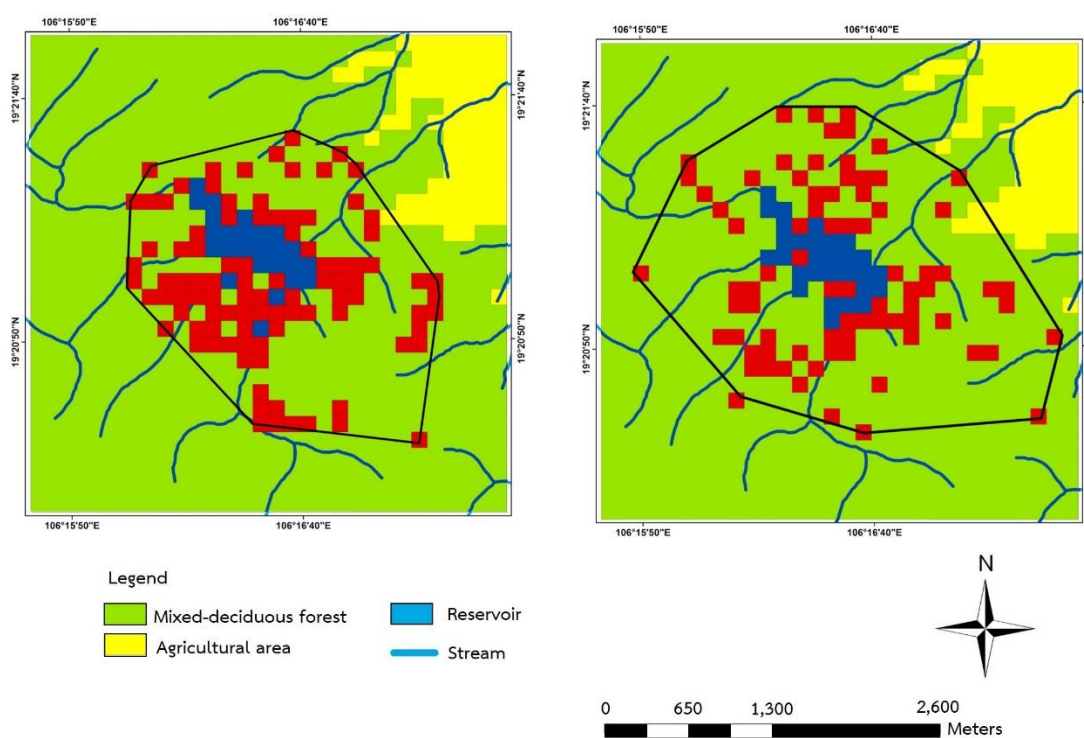 106°15'50"E 106°16'40"E
106°15'50"E 106°16'40"E
19°21'40"N
19°21'40"N
19°21'40"N
19°20'50"N
19°20'50"N
19°20'50"N
19°20'50"N
106°15'50"E 106°16'40"E
106°15'50"E 106°16'40"E
Legend
Mixed-deciduous forest
Reservoir
Agricultural area
Stream
N
0 650 1,300 2,600
Meters